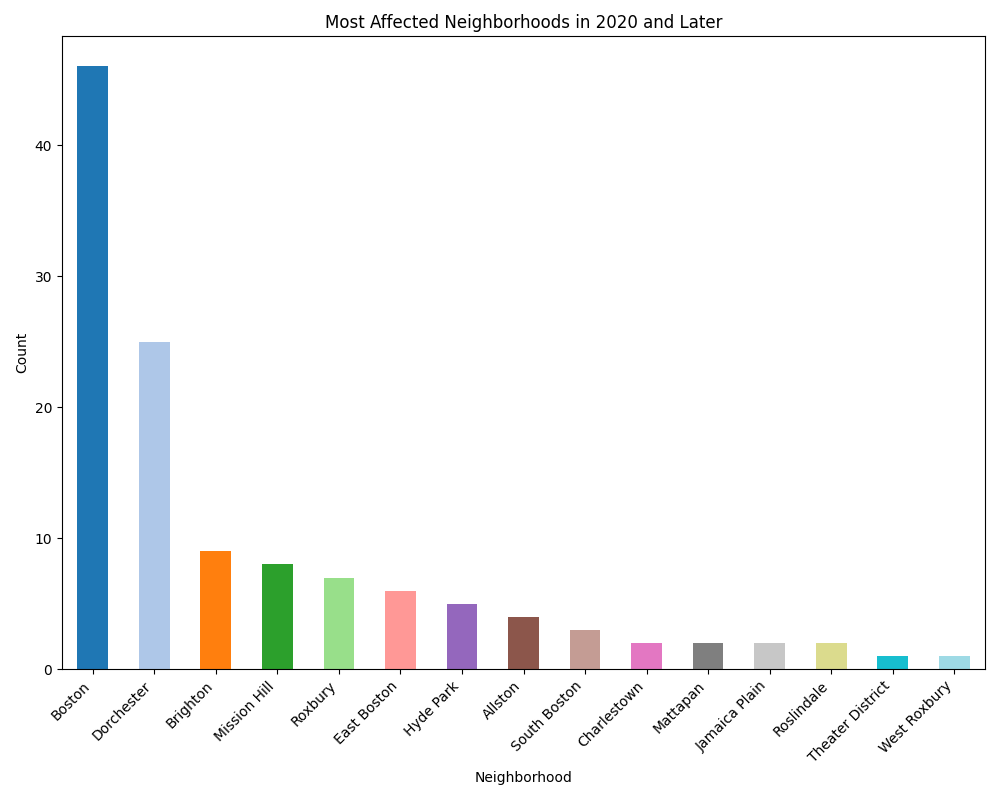 Most Affected Neighborhoods in 2020 and Later
Count
40
30
20
10
0
Boston
Dorchester
Brighton
Mission Hill
Roxbury
East Boston
Hyde Park
Allston
South Boston
Charlestown
Mattapan
Jamaica Plain
Roslindale
Theater District
West Roxbury
Neighborhood